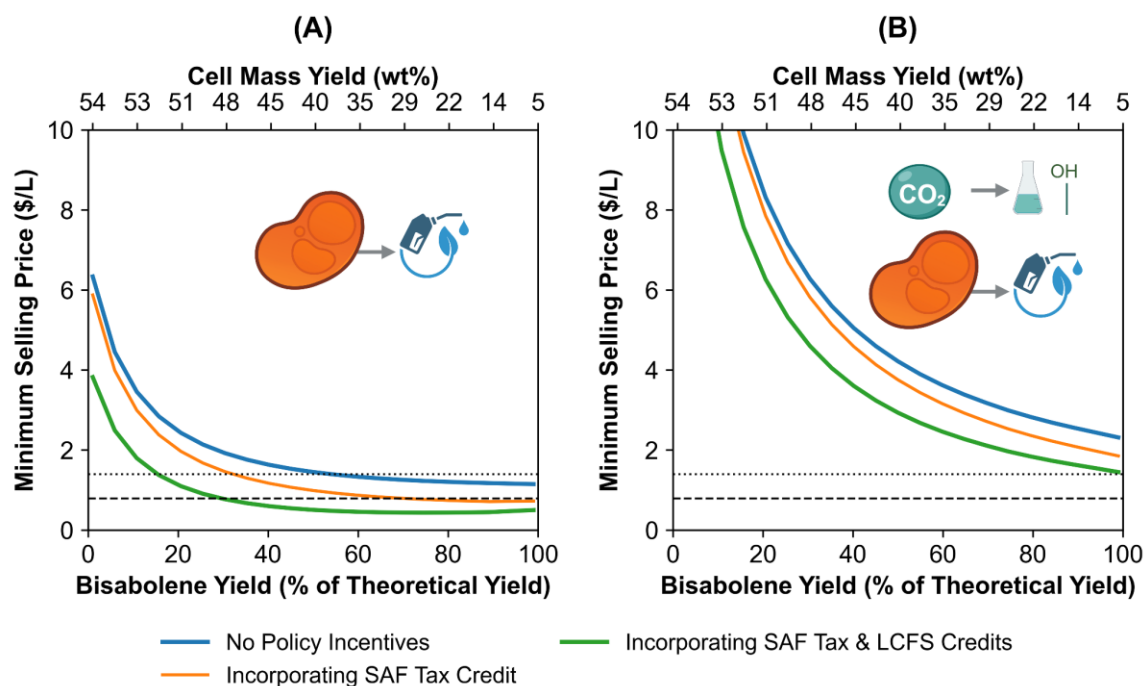 (A)
Cell Mass Yield (wt%)
54 53 51 48 45 40 35 29 22 14 5
Minimum Selling Price ($/L)
10
8
6
4
2
0
0 20 40 60 80 100
Bisabolene Yield (% of Theoretical Yield)
(B)
Cell Mass Yield (wt%)
54 53 51 48 45 40 35 29 22 14 5
Minimum Selling Price ($/L)
10
8
6
4
2
0
CO₂
OH
0 20 40 60 80 100
Bisabolene Yield (% of Theoretical Yield)
No Policy Incentives
Incorporating SAF Tax Credit
Incorporating SAF Tax & LCFS Credits